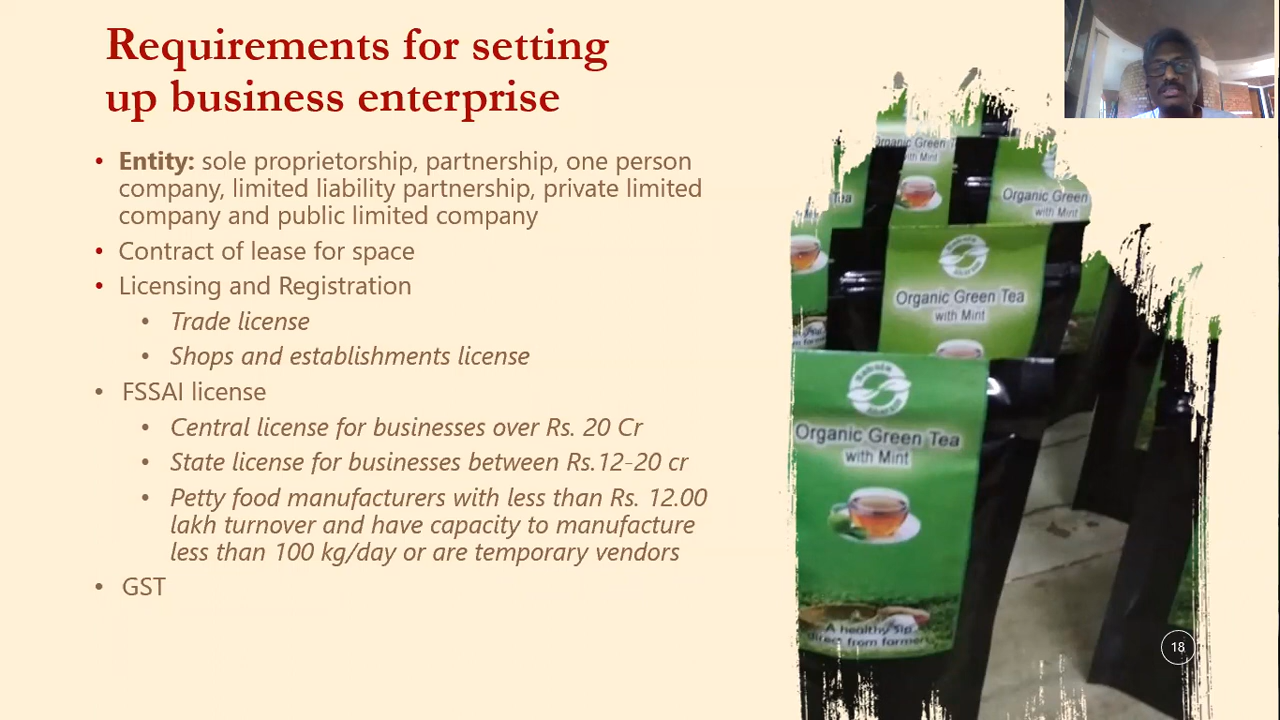 Requirements for setting
up business enterprise
• Entity: sole proprietorship, partnership, one person
company, limited liability partnership, private limited
company and public limited company
• Contract of lease for space
• Licensing and Registration
• Trade license
• Shops and establishments license
• FSSAI license
• Central license for businesses over Rs. 20 Cr
• State license for businesses between Rs.12-20 cr
• Petty food manufacturers with less than Rs. 12.00
lakh turnover and have capacity to manufacture
less than 100 kg/day or are temporary vendors
• GST
Organic Green
with Mint
Tea
Organic Green
with Mint
Organic Green Tea
with Mint
Organic Green Tea
with Mint
A healthy Sip
direct from farmers
18